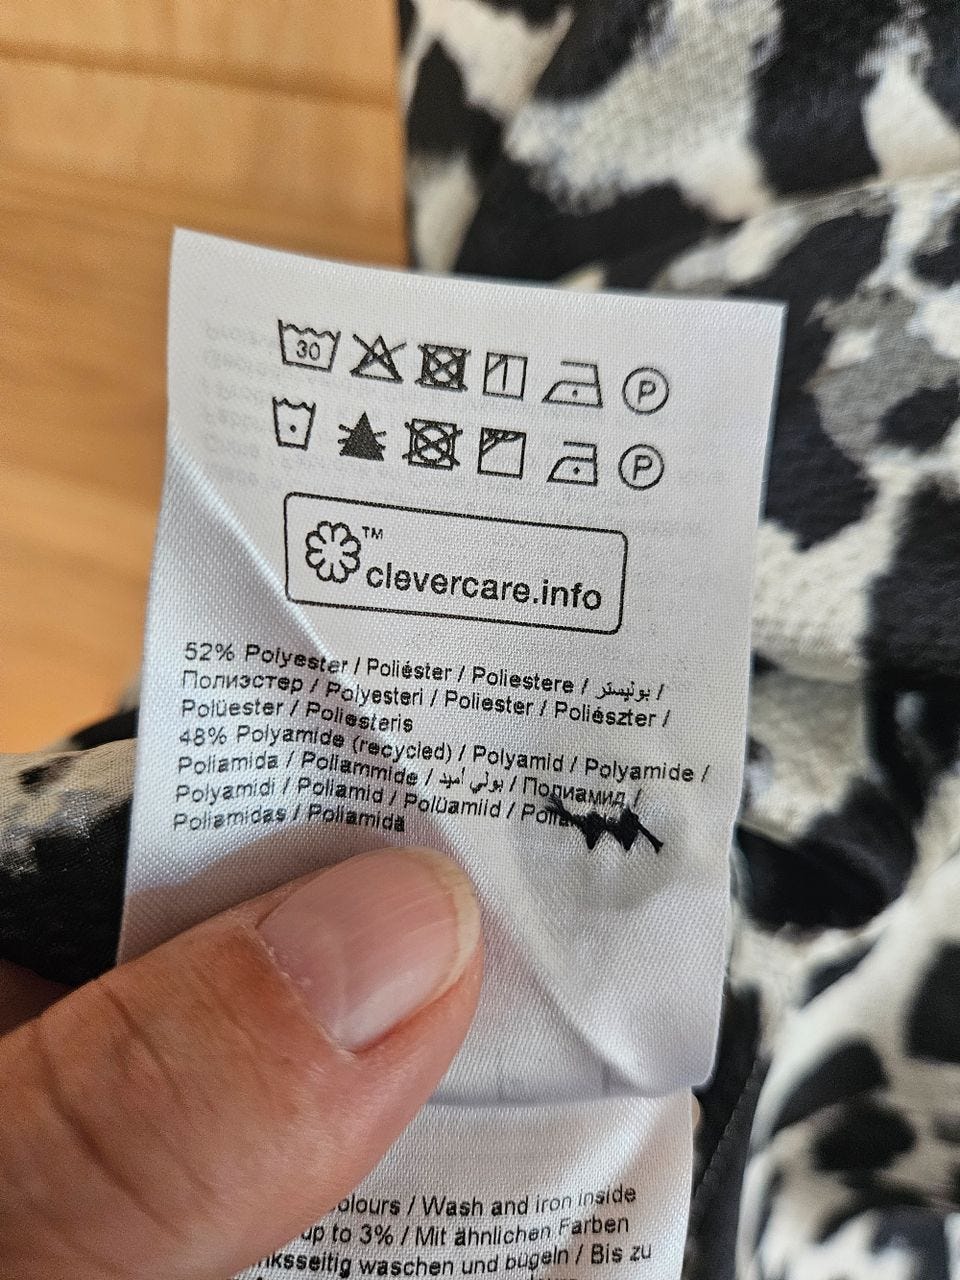 30 P
P
TM
clevercare.info
52% Polyester / Poliéster / Poliestere / بوليستر /
Полиэстер / Polyesteri / Poliester / Poliészter /
Polüester / Poliesteris
48% Polyamide (recycled) / Polyamid / Polyamide /
Poliamida / Poliammide / بولي أميد / Полиамид /
Polyamidi / Poliamid / Polüamiid /
Poliamidas / Poliamida
colours / Wash and iron inside
up to 3% / Mit ähnlichen Farben
waschen und bügeln / Bis zu